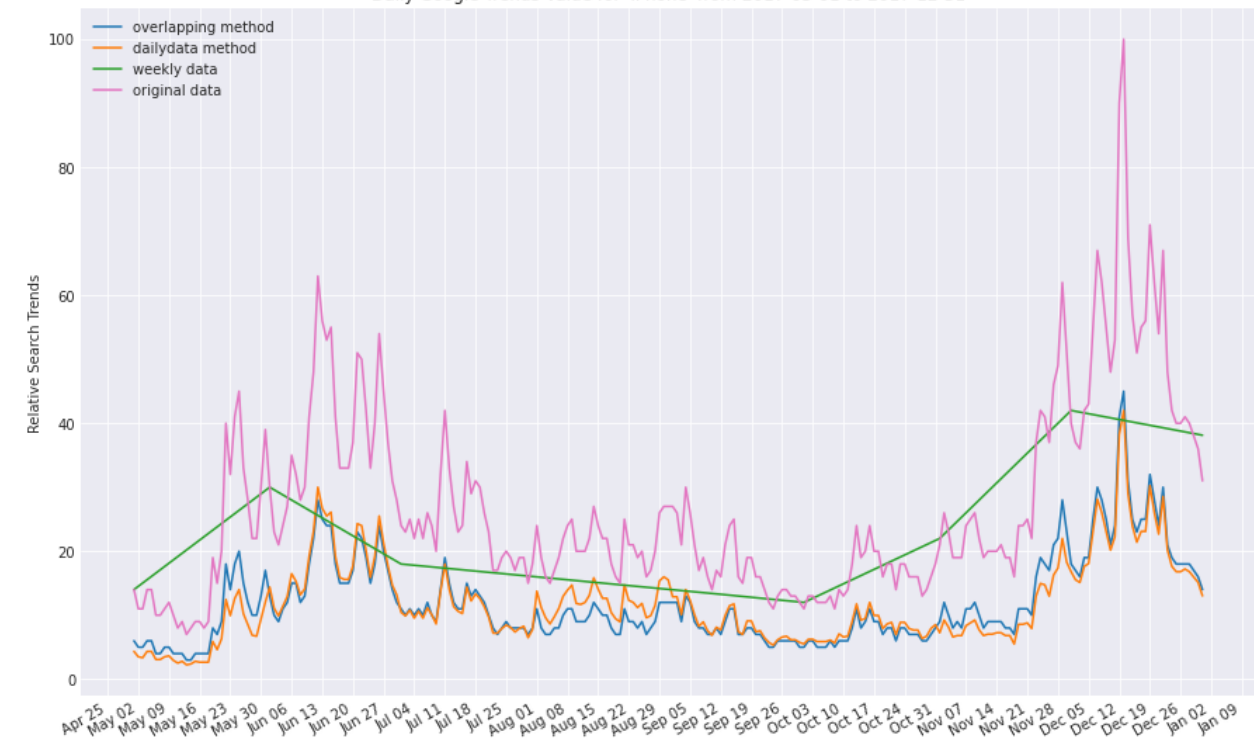 overlapping method
dailydata method
weekly data
original data
Relative Search Trends
100
80
60
40
20
0
Apr 25
May 02
May 09
May 16
May 23
May 30
Jun 06
Jun 13
Jun 20
Jun 27
Jul 04
Jul 11
Jul 18
Jul 25
Aug 01
Aug 08
Aug 15
Aug 22
Aug 29
Sep 05
Sep 12
Sep 19
Sep 26
Oct 03
Oct 10
Oct 17
Oct 24
Oct 31
Nov 07
Nov 14
Nov 21
Nov 28
Dec 05
Dec 12
Dec 19
Dec 26
Jan 02
Jan 09